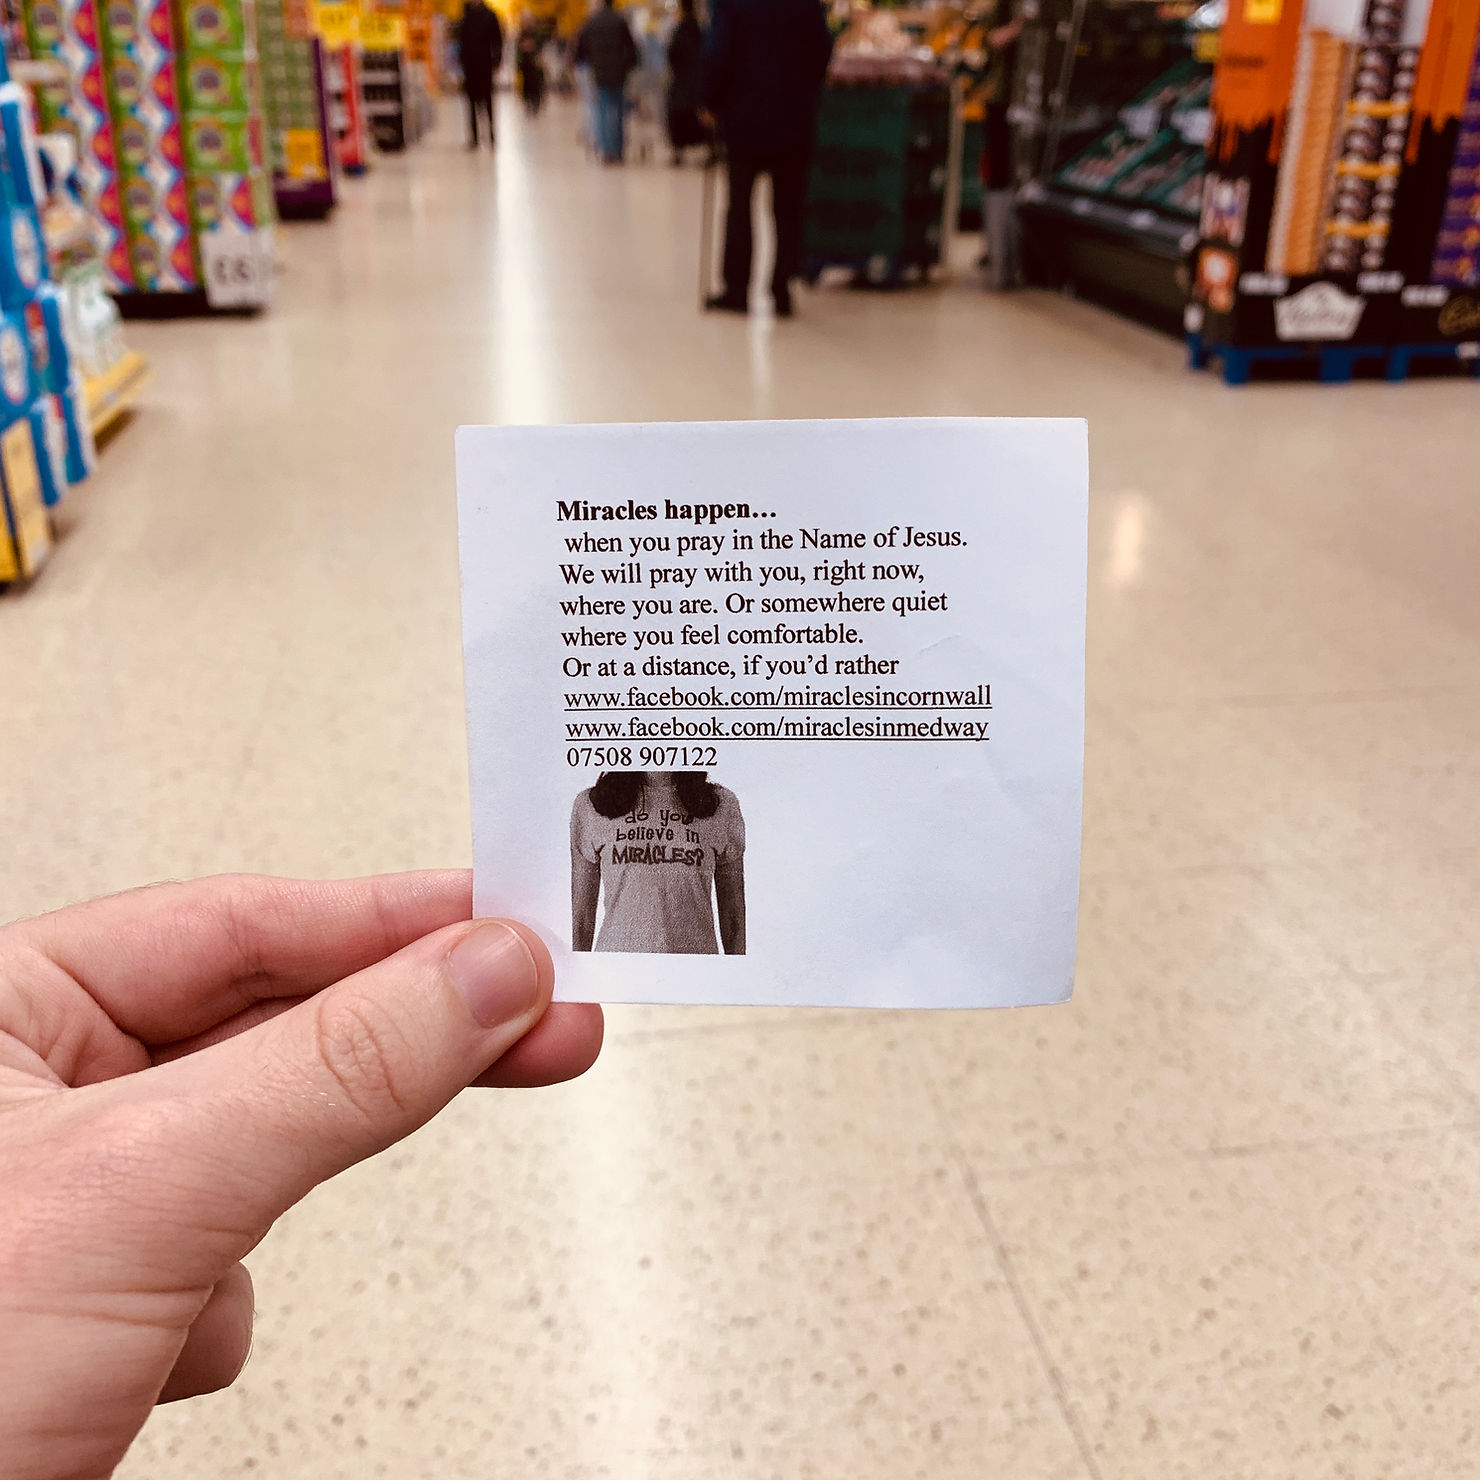 Miracles happen...
when you pray in the Name of Jesus.
We will pray with you, right now,
where you are. Or somewhere quiet
where you feel comfortable.
Or at a distance, if you'd rather
www.facebook.com/miraclesincornwall
www.facebook.com/miraclesinmedway
07508 907122
do you
believe in
MIRACLES?